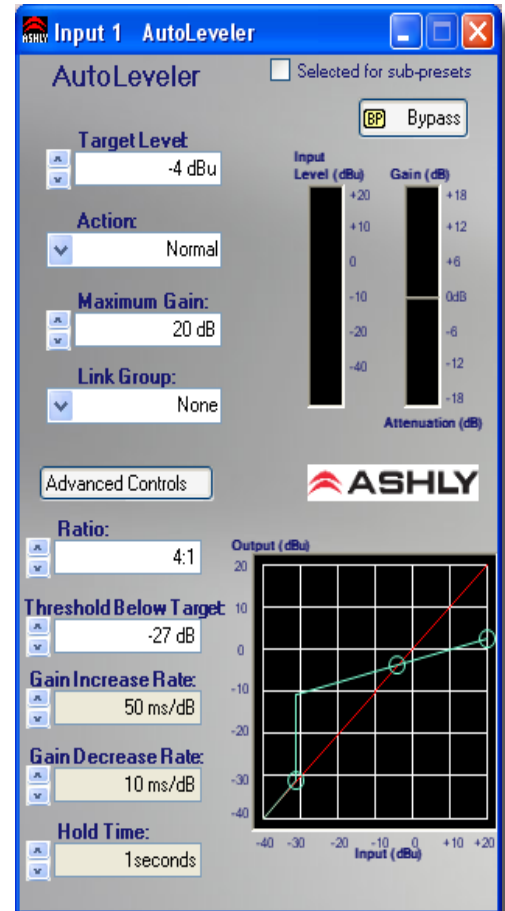 ASHLY Input 1 AutoLeveler
AutoLeveler
Selected for sub-presets
BP Bypass
Target Level:
-4 dBu
Action:
Normal
Maximum Gain:
20 dB
Link Group:
None
Input
Level (dBu) Gain (dB)
+20 +18
+10 +12
0 +6
-10 0dB
-20 -6
-40 -12
-18
Attenuation (dB)
Advanced Controls
ASHLY
Ratio:
4:1
Threshold Below Target:
-27 dB
Gain Increase Rate:
50 ms/dB
Gain Decrease Rate:
10 ms/dB
Hold Time:
1seconds
Output (dBu)
20
10
0
-10
-20
-30
-40
-40 -30 -20 -10 0 +10 +20
Input (dBu)